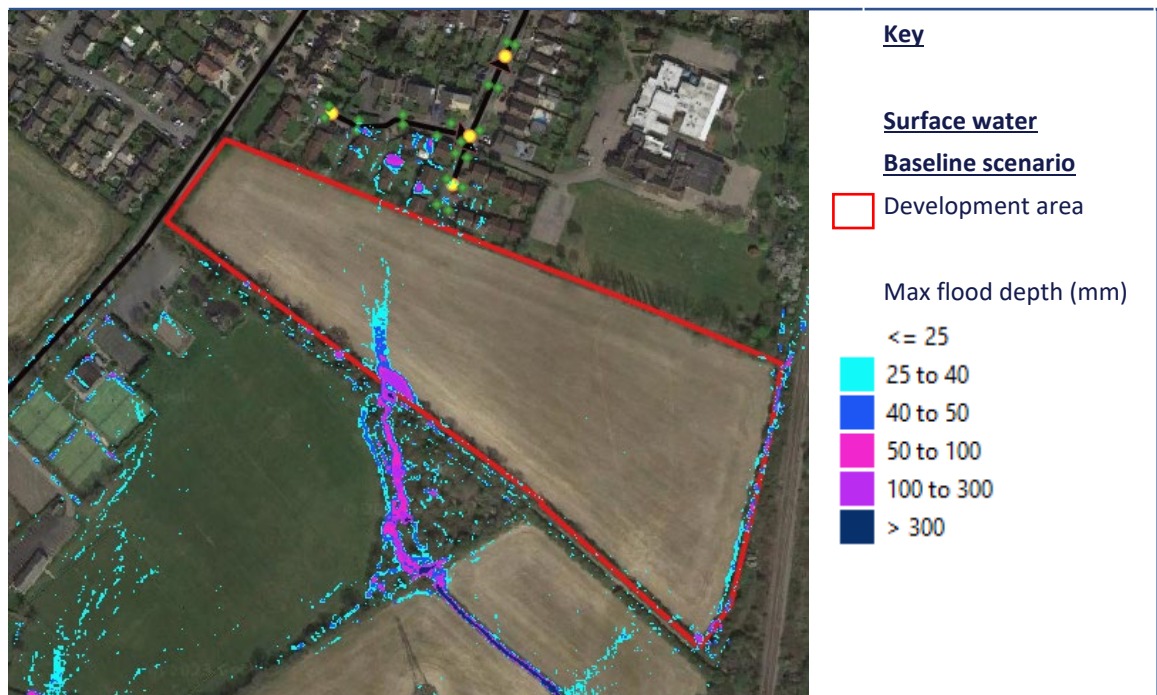 Key
Surface water
Baseline scenario
Development area
Max flood depth (mm)
<= 25
25 to 40
40 to 50
50 to 100
100 to 300
> 300